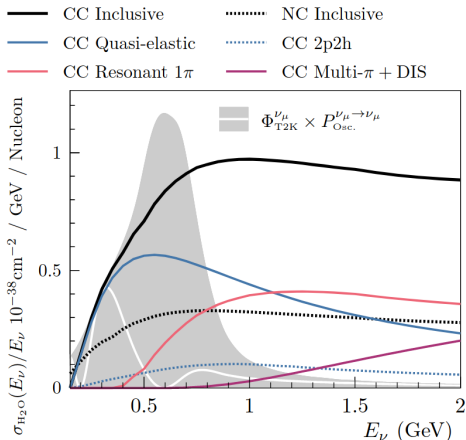 CC Inclusive NC Inclusive
CC Quasi-elastic CC 2p2h
CC Resonant 1π CC Multi-π + DIS
Φ_{T2K}^{ν_μ} × P_{Osc.}^{ν_μ→ν_μ}
σ_{H₂O}(E_ν)/E_ν 10^{−38} cm^{−2} / GeV / Nucleon
1
0.5
0
0.5 1 1.5 2
E_ν (GeV)